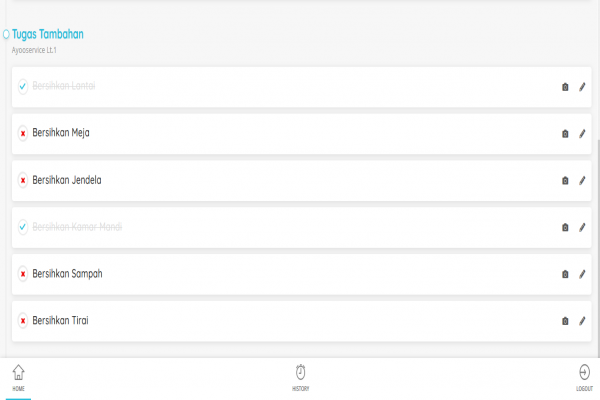 Tugas Tambahan
Ayooservice Lt.1
Bersihkan Lantai
Bersihkan Meja
Bersihkan Jendela
Bersihkan Kamar Mandi
Bersihkan Sampah
Bersihkan Tirai
HOME
HISTORY
LOGOUT